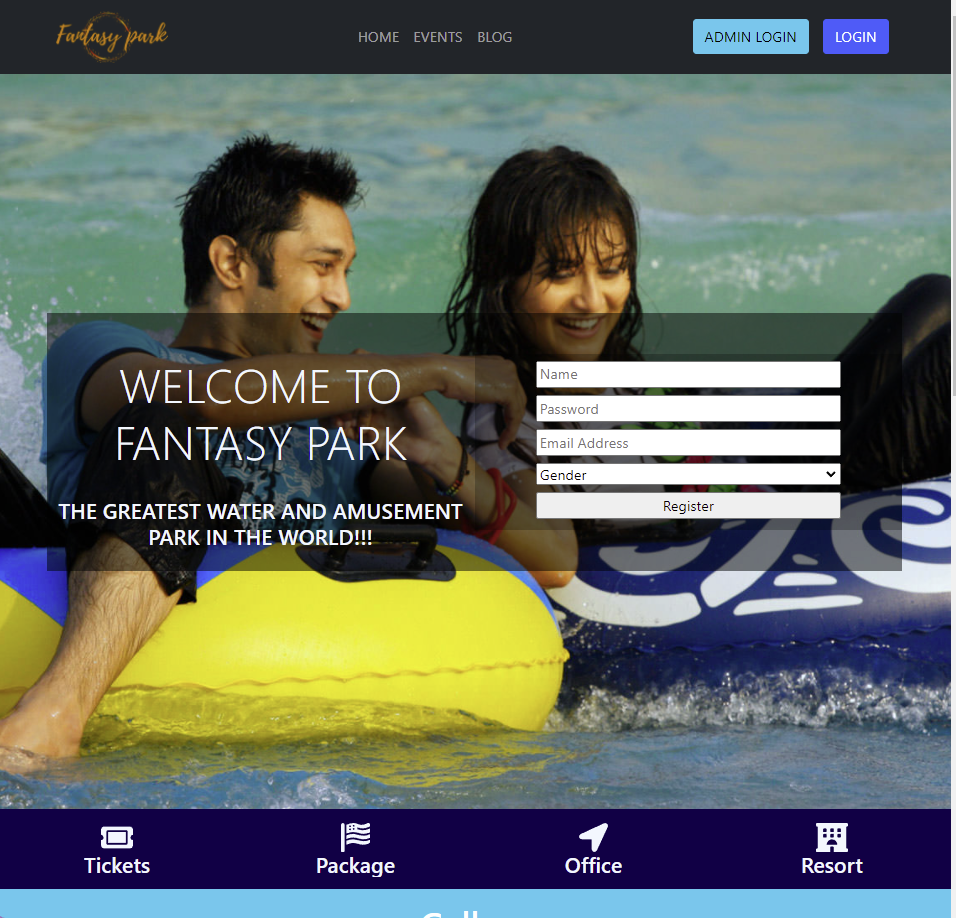 Fantasy park
HOME EVENTS BLOG
ADMIN LOGIN
LOGIN
WELCOME TO
FANTASY PARK
THE GREATEST WATER AND AMUSEMENT
PARK IN THE WORLD!!!
Name
Password
Email Address
Gender
Register
Tickets
Package
Office
Resort